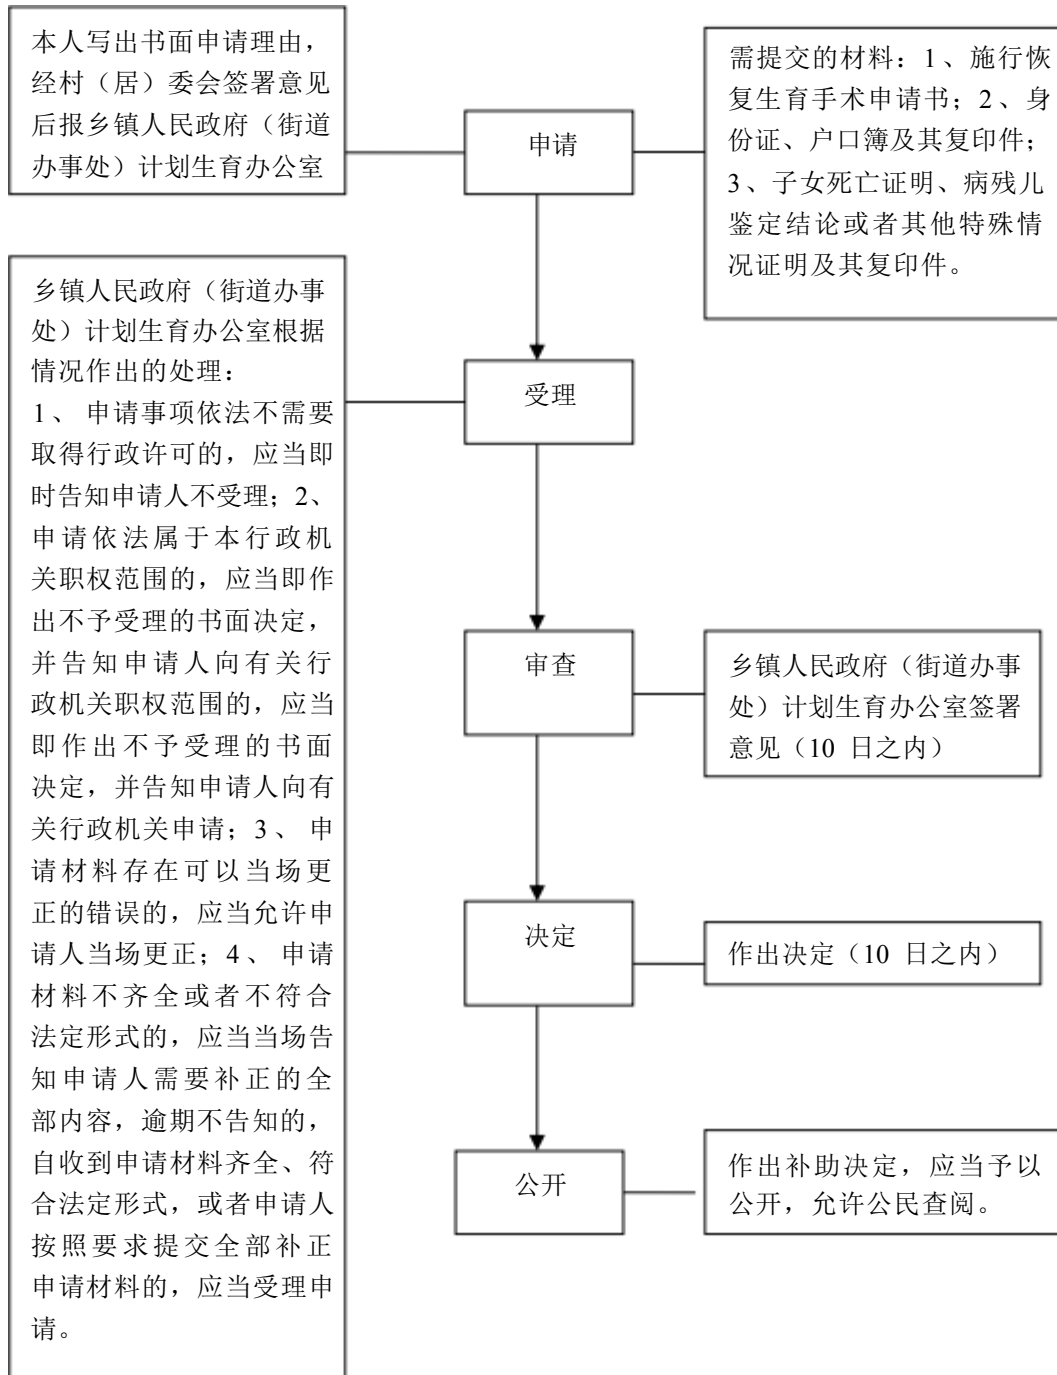 本人写出书面申请理由，
经村（居）委会签署意见
后报乡镇人民政府（街道
办事处）计划生育办公室
申请
需提交的材料：1、施行恢
复生育手术申请书；2、身
份证、户口簿及其复印件；
3、子女死亡证明、病残儿
鉴定结论或者其他特殊情
况证明及其复印件。
乡镇人民政府（街道办事
处）计划生育办公室根据
情况作出的处理：
1、 申请事项依法不需要
取得行政许可的，应当即
时告知申请人不受理；2、
申请依法属于本行政机
关职权范围的，应当即作
出不予受理的书面决定，
并告知申请人向有关行
政机关职权范围的，应当
即作出不予受理的书面
决定，并告知申请人向有
关行政机关申请；3、 申
请材料存在可以当场更
正的错误的，应当允许申
请人当场更正；4、 申请
材料不齐全或者不符合
法定形式的，应当当场告
知申请人需要补正的全
部内容，逾期不告知的，
自收到申请材料齐全、符
合法定形式，或者申请人
按照要求提交全部补正
申请材料的，应当受理申
请。
受理
审查
乡镇人民政府（街道办事
处）计划生育办公室签署
意见（10 日之内）
决定
作出决定（10 日之内）
公开
作出补助决定，应当予以
公开，允许公民查阅。